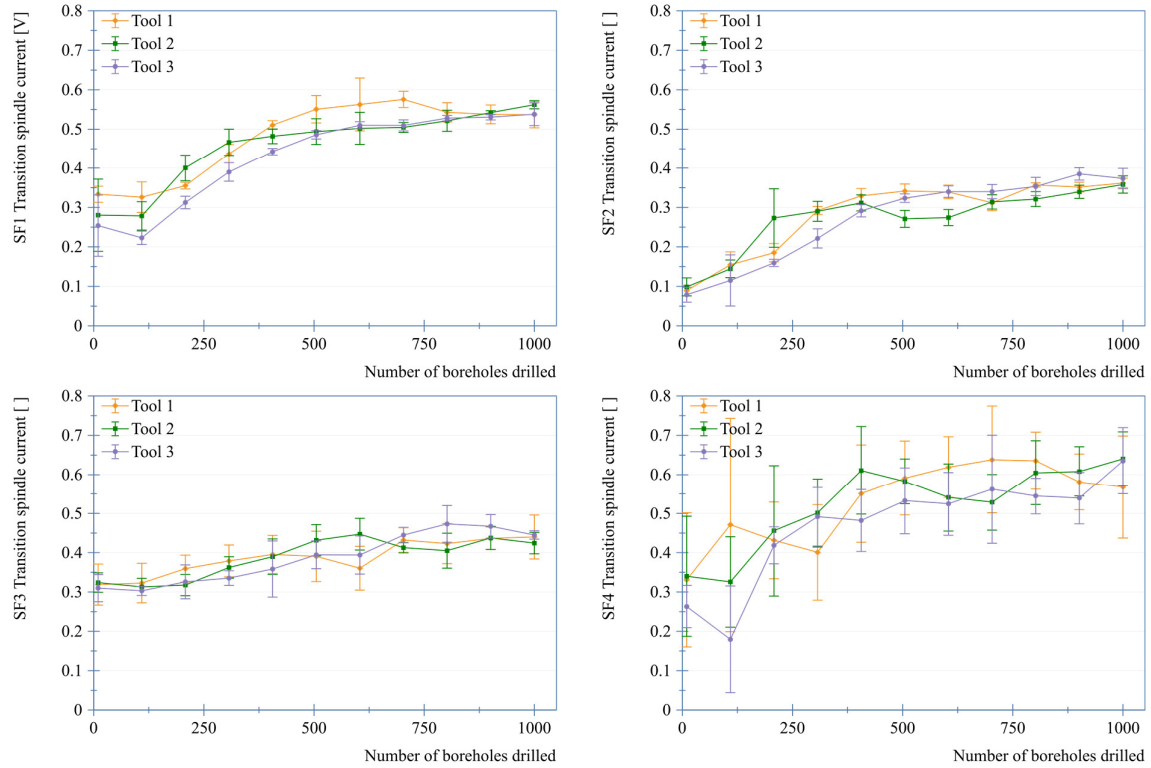 SF1 Transition spindle current [V]
0.8
0.7
0.6
0.5
0.4
0.3
0.2
0.1
0
Tool 1
Tool 2
Tool 3
0 250 500 750 1000
Number of boreholes drilled
SF2 Transition spindle current [ ]
0.8
0.7
0.6
0.5
0.4
0.3
0.2
0.1
0
Tool 1
Tool 2
Tool 3
0 250 500 750 1000
Number of boreholes drilled
SF3 Transition spindle current [ ]
0.8
0.7
0.6
0.5
0.4
0.3
0.2
0.1
0
Tool 1
Tool 2
Tool 3
0 250 500 750 1000
Number of boreholes drilled
SF4 Transition spindle current [ ]
0.8
0.7
0.6
0.5
0.4
0.3
0.2
0.1
0
Tool 1
Tool 2
Tool 3
0 250 500 750 1000
Number of boreholes drilled